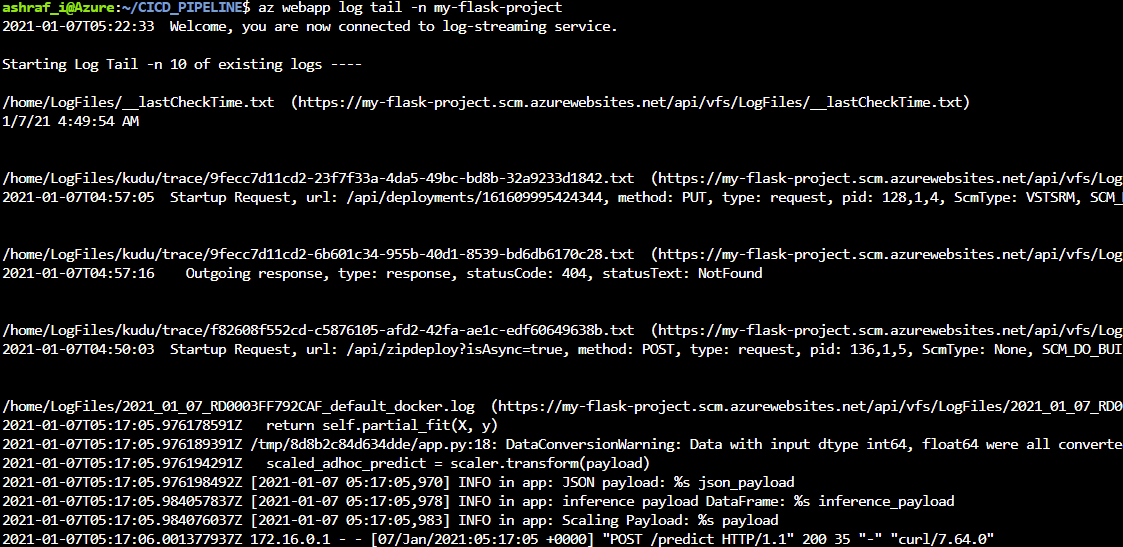 ashraf_i@Azure:~/CICD_PIPELINE$ az webapp log tail -n my-flask-project
2021-01-07T05:22:33  Welcome, you are now connected to log-streaming service.
Starting Log Tail -n 10 of existing logs ----
/home/LogFiles/__lastCheckTime.txt  (https://my-flask-project.scm.azurewebsites.net/api/vfs/LogFiles/__lastCheckTime.txt)
1/7/21 4:49:54 AM
/home/LogFiles/kudu/trace/9fecc7d11cd2-23f7f33a-4da5-49bc-bd8b-32a9233d1842.txt  (https://my-flask-project.scm.azurewebsites.net/api/vfs/Log
2021-01-07T04:57:05  Startup Request, url: /api/deployments/161609995424344, method: PUT, type: request, pid: 128,1,4, ScmType: VSTSRM, SCM_
/home/LogFiles/kudu/trace/9fecc7d11cd2-6b601c34-955b-40d1-8539-bd6db6170c28.txt  (https://my-flask-project.scm.azurewebsites.net/api/vfs/Log
2021-01-07T04:57:16    Outgoing response, type: response, statusCode: 404, statusText: NotFound
/home/LogFiles/kudu/trace/f82608f552cd-c5876105-afd2-42fa-ae1c-edf60649638b.txt  (https://my-flask-project.scm.azurewebsites.net/api/vfs/Log
2021-01-07T04:50:03  Startup Request, url: /api/zipdeploy?isAsync=true, method: POST, type: request, pid: 136,1,5, ScmType: None, SCM_DO_BUI
/home/LogFiles/2021_01_07_RD0003FF792CAF_default_docker.log  (https://my-flask-project.scm.azurewebsites.net/api/vfs/LogFiles/2021_01_07_RD0
2021-01-07T05:17:05.976178591Z   return self.partial_fit(X, y)
2021-01-07T05:17:05.976189391Z /tmp/8d8b2c84d634dde/app.py:18: DataConversionWarning: Data with input dtype int64, float64 were all converte
2021-01-07T05:17:05.976194291Z   scaled_adhoc_predict = scaler.transform(payload)
2021-01-07T05:17:05.976198492Z [2021-01-07 05:17:05,970] INFO in app: JSON payload: %s json_payload
2021-01-07T05:17:05.984057837Z [2021-01-07 05:17:05,978] INFO in app: inference payload DataFrame: %s inference_payload
2021-01-07T05:17:05.984076037Z [2021-01-07 05:17:05,983] INFO in app: Scaling Payload: %s payload
2021-01-07T05:17:06.001377937Z 172.16.0.1 - - [07/Jan/2021:05:17:05 +0000] "POST /predict HTTP/1.1" 200 35 "-" "curl/7.64.0"